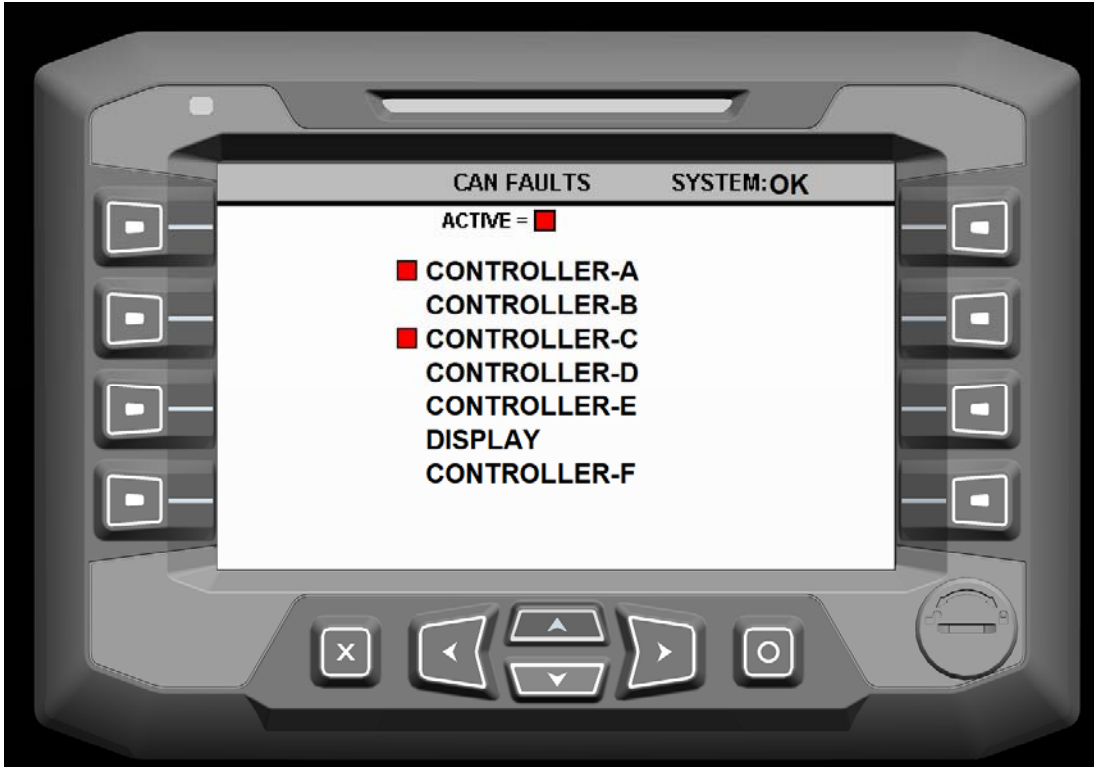 CAN FAULTS SYSTEM:OK
ACTIVE =
CONTROLLER-A
CONTROLLER-B
CONTROLLER-C
CONTROLLER-D
CONTROLLER-E
DISPLAY
CONTROLLER-F
X